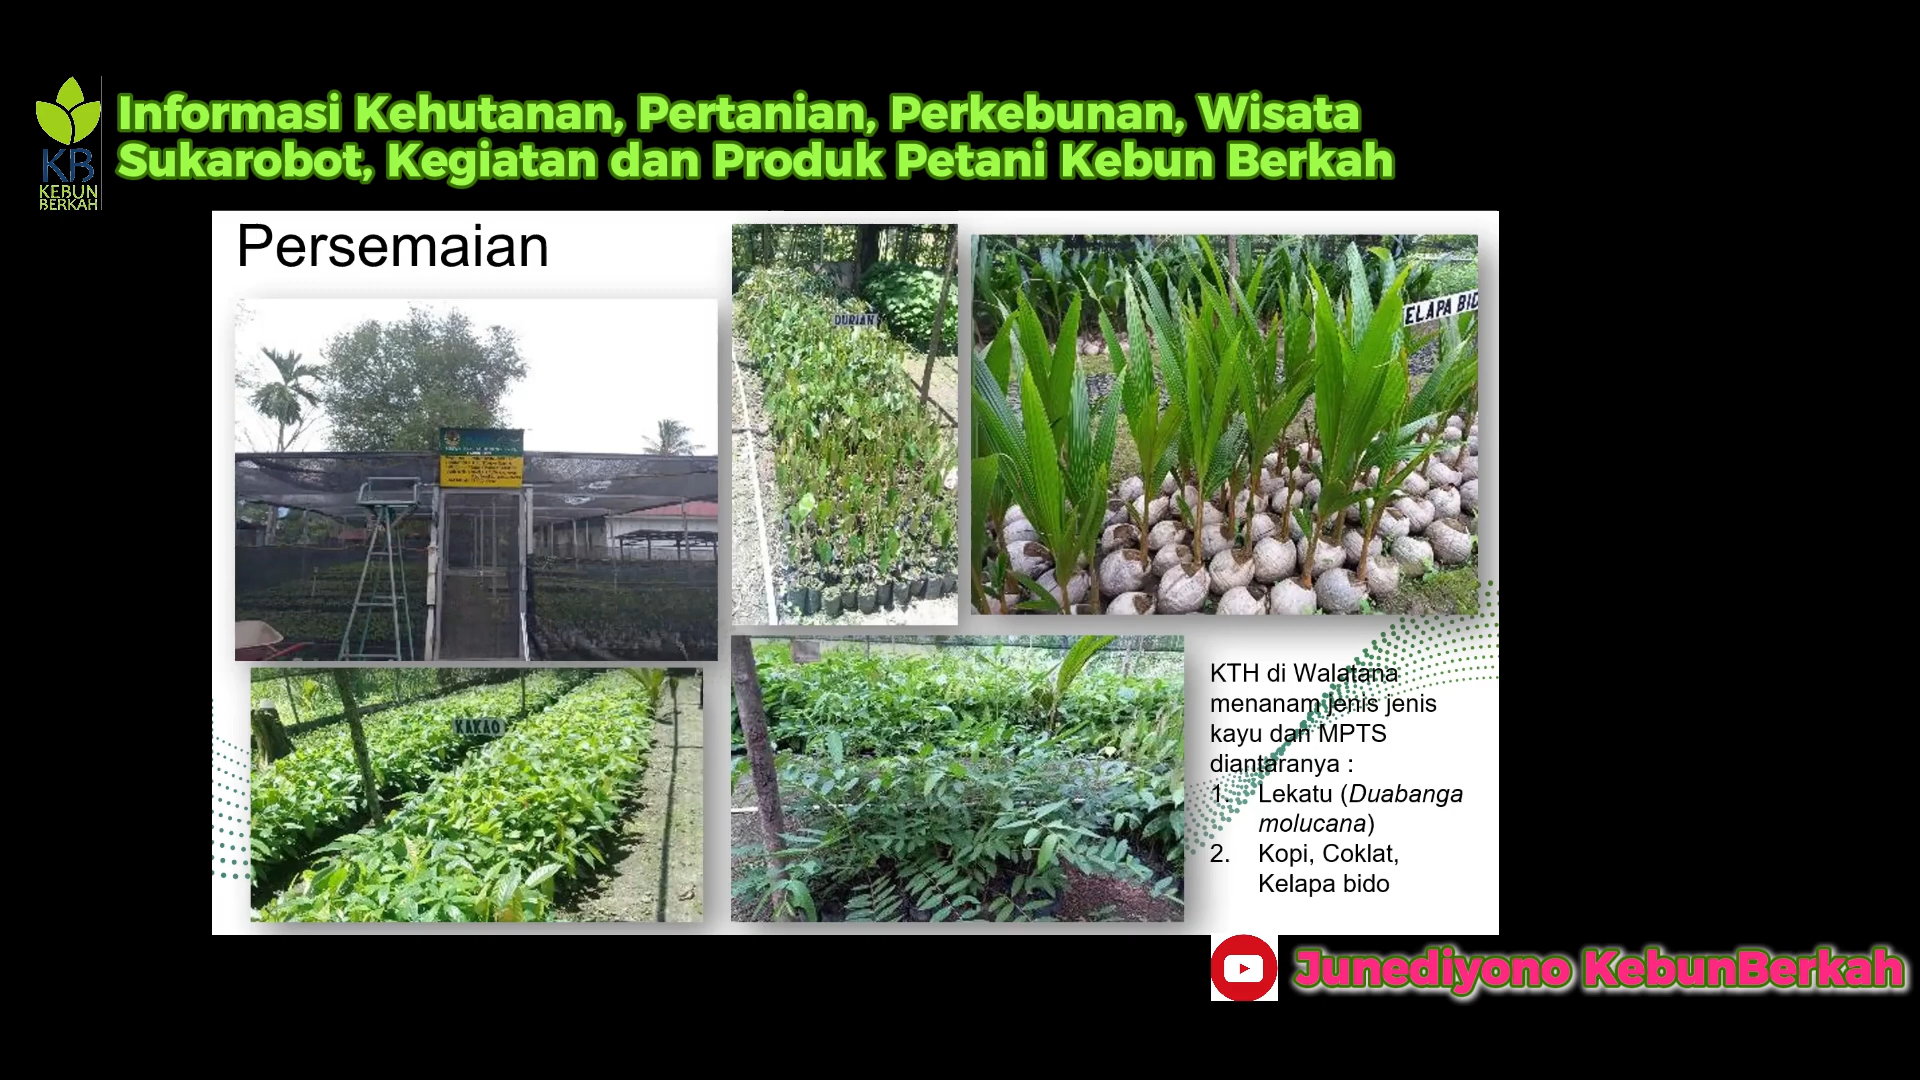 Informasi Kehutanan, Pertanian, Perkebunan, Wisata
Sukarobot, Kegiatan dan Produk Petani Kebun Berkah
KB
KEBUN
BERKAH
Persemaian
DURIAN
ELAPA BID
KAKAO
KTH di Walatana
menanam jenis jenis
kayu dan MPTS
diantaranya :
1. Lekatu (Duabanga
molucana)
2. Kopi, Coklat,
Kelapa bido
Junediyono KebunBerkah